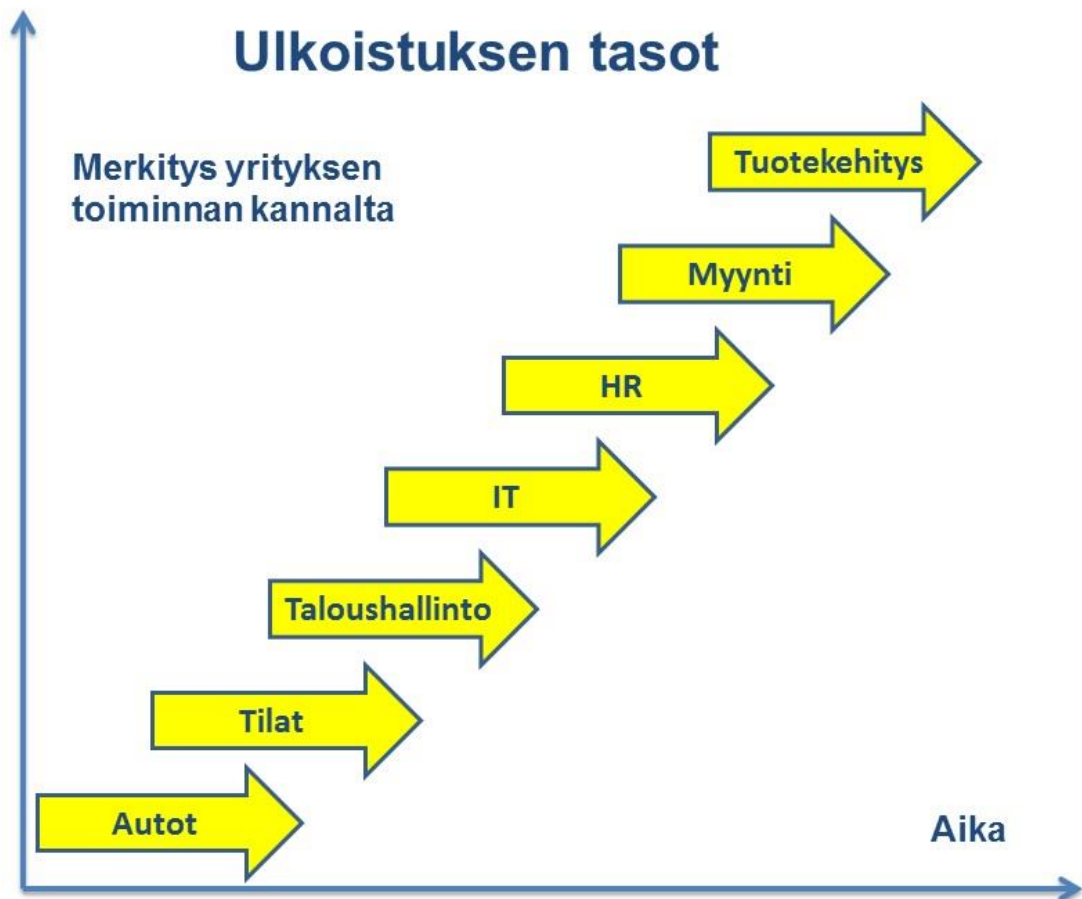 Ulkoistuksen tasot
Merkitys yrityksen
toiminnan kannalta
Tuotekehitys
Myynti
HR
IT
Taloushallinto
Tilat
Autot
Aika